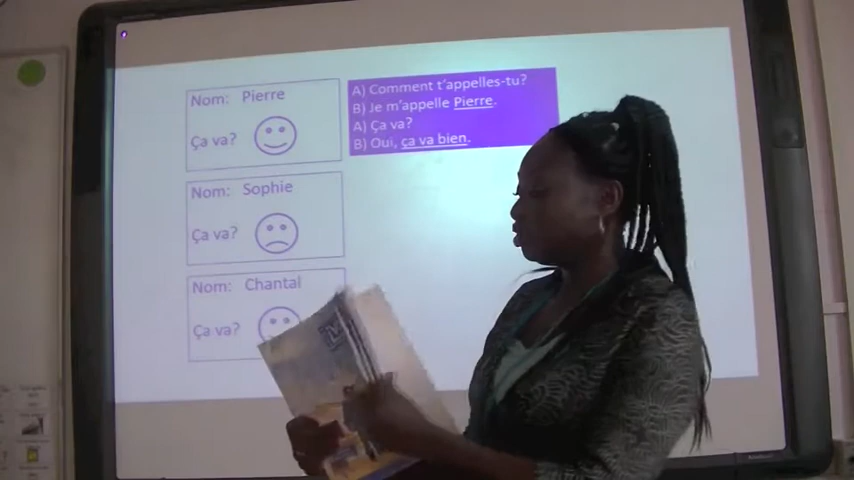 Nom: Pierre
Ça va?
A) Comment t'appelles-tu?
B) Je m'appelle Pierre.
A) Ça va?
B) Oui, ça va bien.
Nom: Sophie
Ça va?
Nom: Chantal
Ça va?